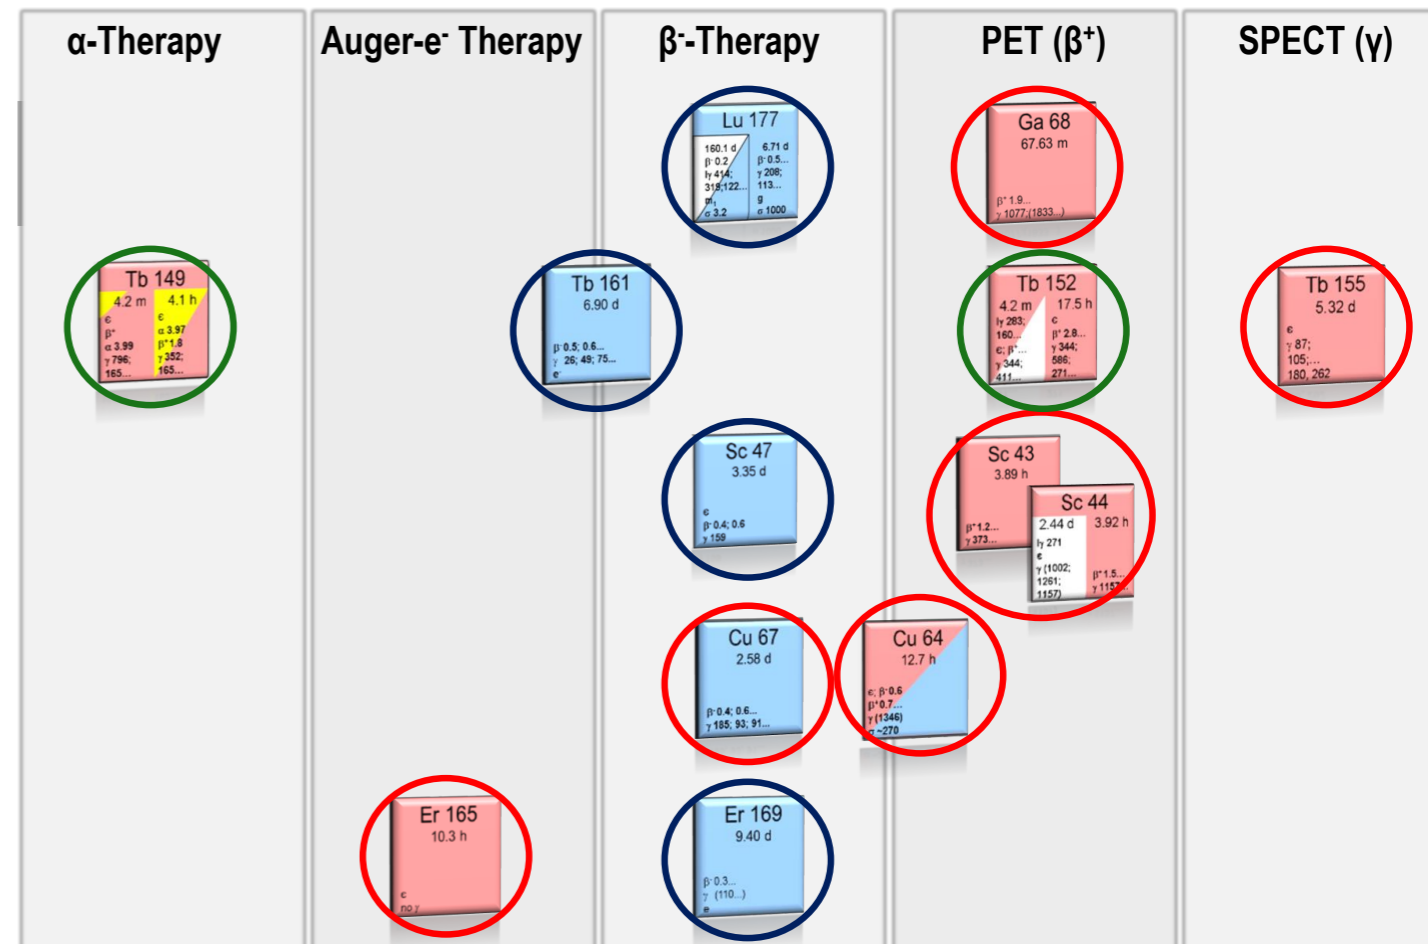 α-Therapy
Auger-e⁻ Therapy
β⁻-Therapy
PET (β⁺)
SPECT (γ)
Lu 177
160.1 d
β⁻ 0.2
Iγ 414;
319;122...
m₁
σ 3.2
6.71 d
β⁻ 0.5...
γ 208;
113...
g
σ 1000
Ga 68
67.63 m
β⁺ 1.9...
γ 1077;(1833...)
Tb 149
4.2 m
ϵ
β⁺
α 3.99
γ 796;
165...
4.1 h
ϵ
α 3.97
β⁺ 1.8
γ 352;
165...
Tb 161
6.90 d
β⁻ 0.5; 0.6...
γ 26; 49; 75...
e⁻
Tb 152
4.2 m
Iγ 283;
160...
ϵ; β⁺...
γ 344;
411...
17.5 h
ϵ
β⁺ 2.8...
γ 344;
586;
271...
Tb 155
5.32 d
ϵ
γ 87;
105;...
180, 262
Sc 47
3.35 d
ϵ
β⁻ 0.4; 0.6
γ 159
Sc 43
3.89 h
β⁺ 1.2...
γ 373...
Sc 44
2.44 d
Iγ 271
ϵ
γ (1002;
1261;
1157)
3.92 h
β⁺ 1.5...
γ 1157...
Cu 67
2.58 d
β⁻ 0.4; 0.6...
γ 185; 93; 91...
Cu 64
12.7 h
ϵ; β⁻ 0.6
β⁺ 0.7...
γ (1346)
σ ~270
Er 165
10.3 h
ϵ
no γ
Er 169
9.40 d
β⁻ 0.3...
γ (110...)
e